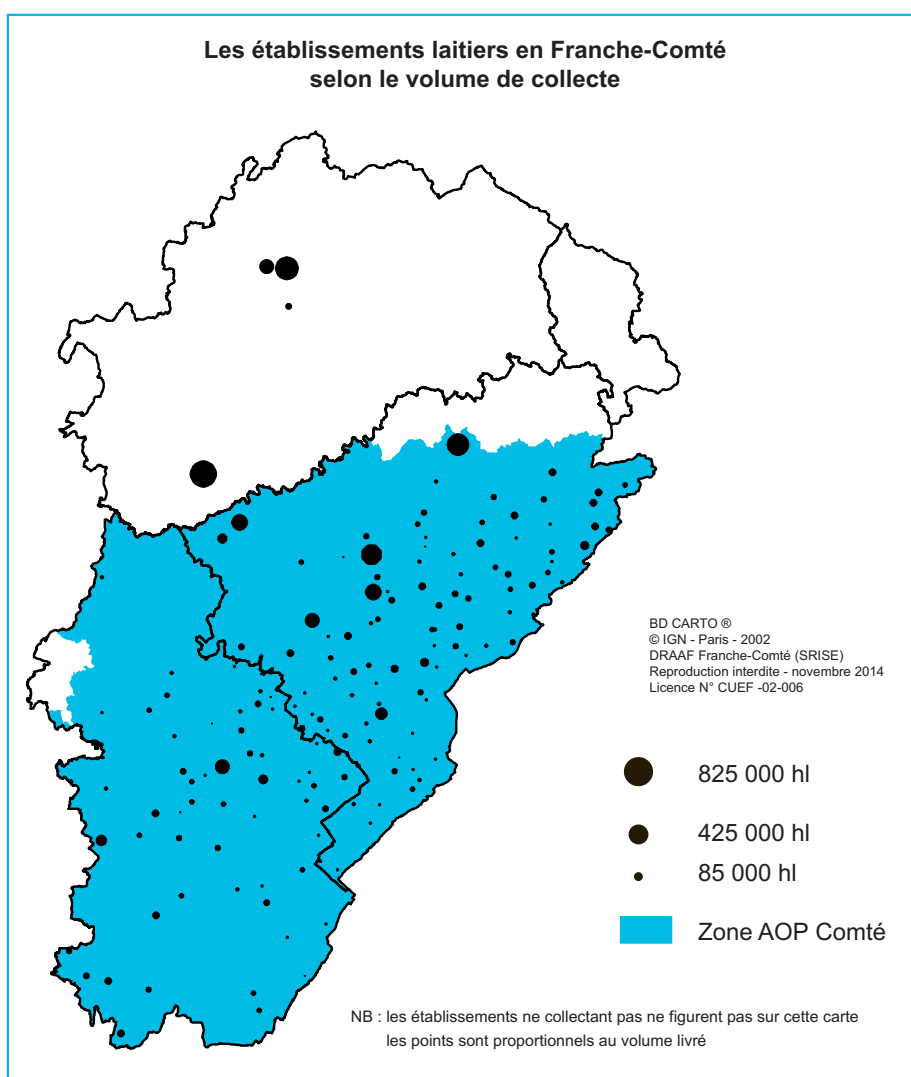 Les établissements laitiers en Franche-Comté
selon le volume de collecte
BD CARTO ®
© IGN - Paris - 2002
DRAAF Franche-Comté (SRISE)
Reproduction interdite - novembre 2014
Licence N° CUEF -02-006
825 000 hl
425 000 hl
85 000 hl
Zone AOP Comté
NB : les établissements ne collectant pas ne figurent pas sur cette carte
les points sont proportionnels au volume livré